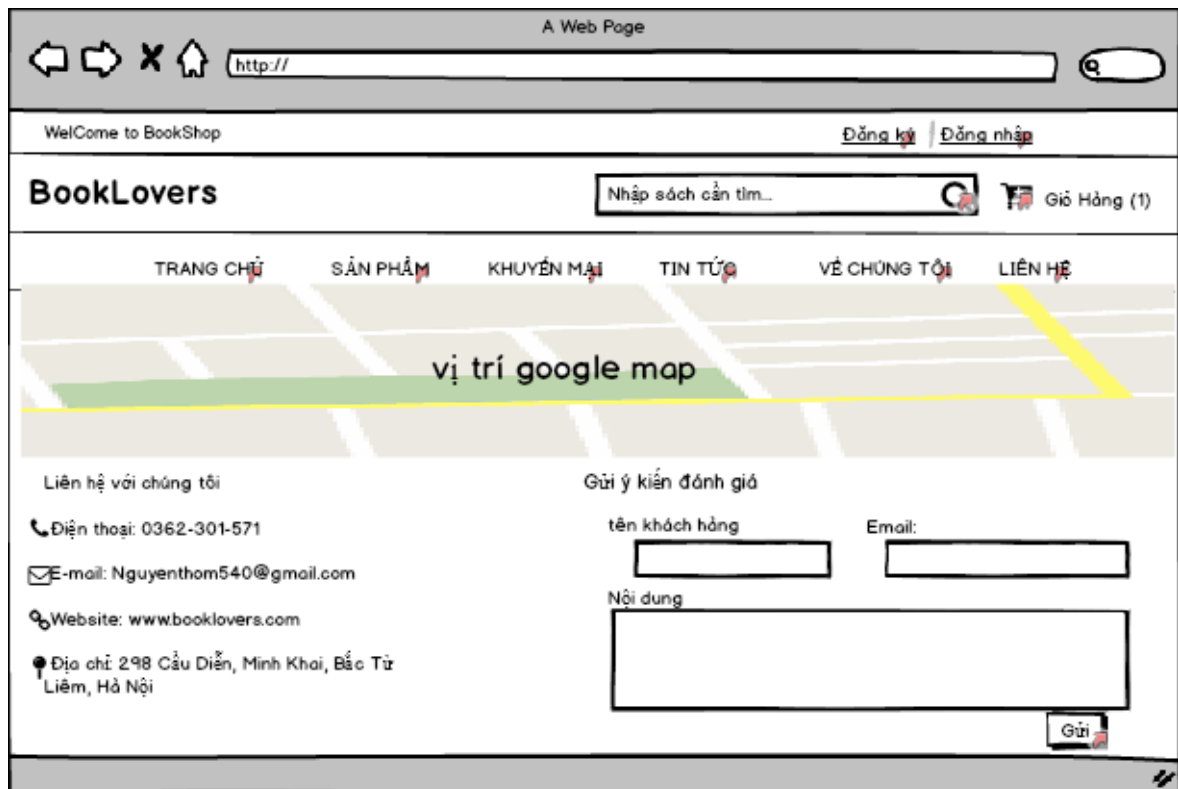 A Web Page
http://
WelCome to BookShop
Đăng ký Đăng nhập
BookLovers
Nhập sách cần tìm...
Giỏ Hàng (1)
TRANG CHỦ SẢN PHẨM KHUYẾN MẠI TIN TỨC VỀ CHÚNG TÔI LIÊN HỆ
vị trí google map
Liên hệ với chúng tôi
Điện thoại: 0362-301-571
E-mail: Nguyenthom540@gmail.com
Website: www.booklovers.com
Địa chỉ: 298 Cầu Diễn, Minh Khai, Bắc Từ
Liêm, Hà Nội
Gửi ý kiến đánh giá
tên khách hàng Email:
Nội dung
Gửi